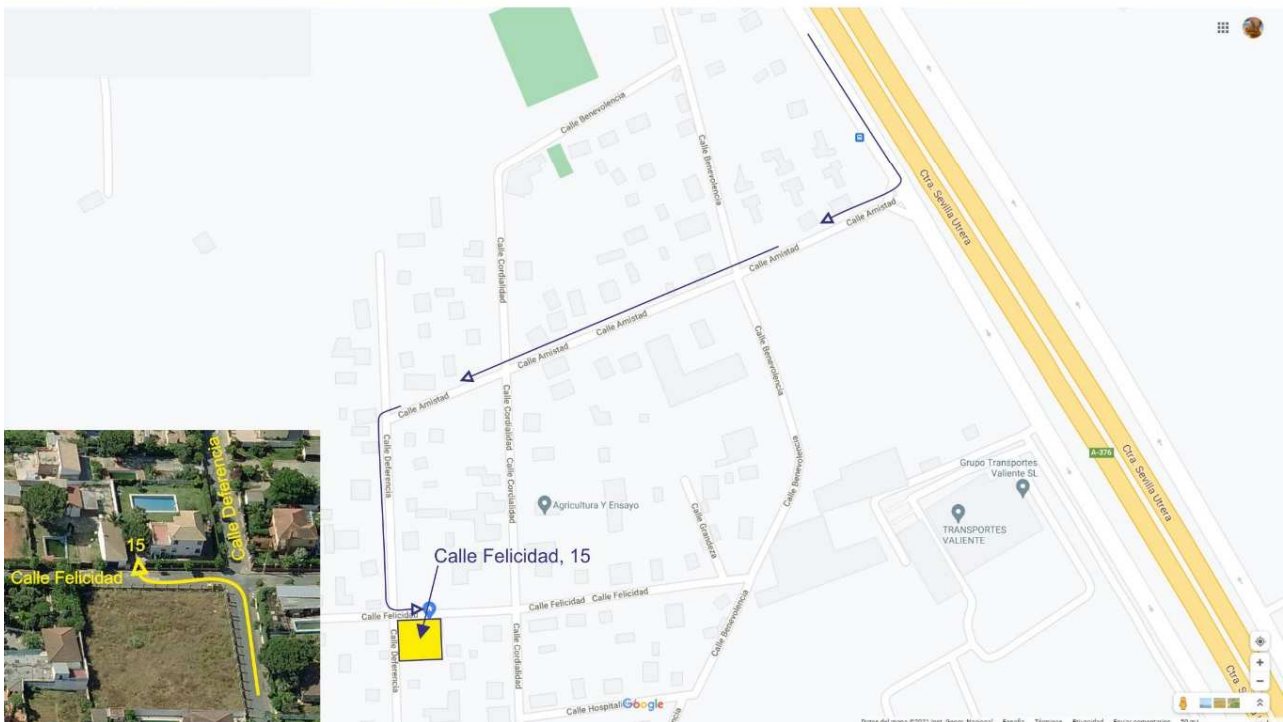 Calle Benevolencia
Calle Benevolencia
Ctra. Sevilla Utrera
Calle Amistad
Calle Cordialidad
Calle Amistad
Calle Amistad
Calle Amistad
Calle Benevolencia
Calle Amistad
Calle Cordialidad
Calle Deferencia
Calle Cordialidad
A-376
Ctra. Sevilla Utrera
Grupo Transportes
Valiente SL
Calle Benevolencia
Agricultura Y Ensayo
Calle Grandeza
TRANSPORTES
VALIENTE
Calle Felicidad, 15
Calle Felicidad
Calle Felicidad
Calle Felicidad
Calle Deferencia
Calle Cordialidad
Calle Benevolencia
Calle Deferencia
15
Calle Felicidad
Google